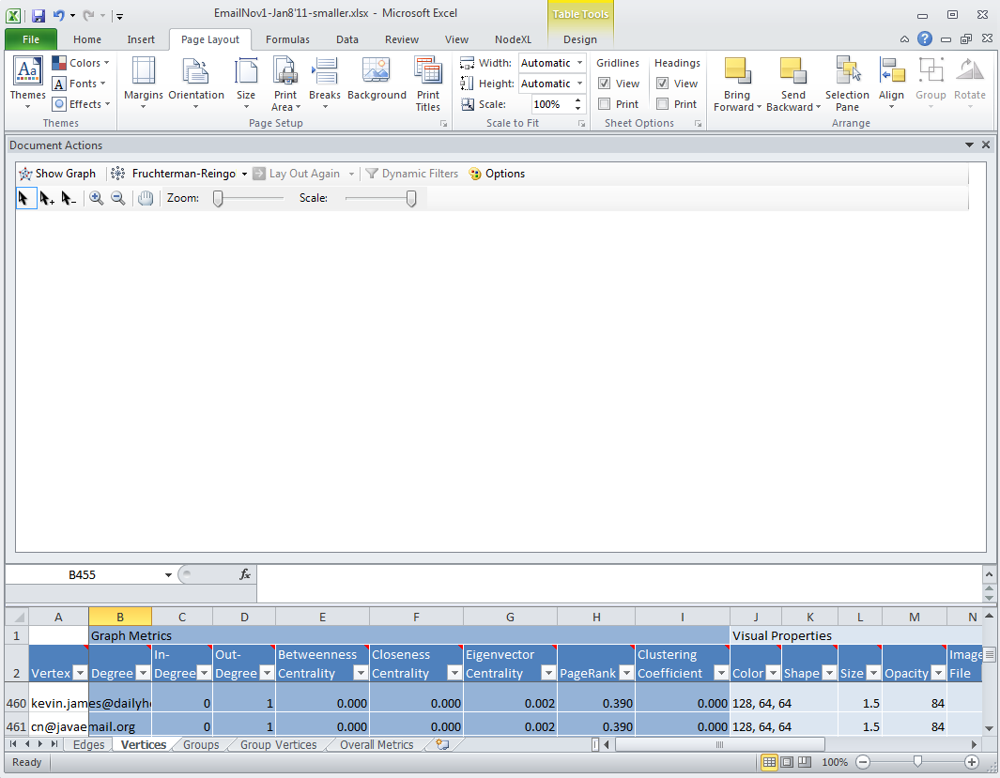 EmailNov1-Jan8'11-smaller.xlsx - Microsoft Excel
Table Tools
File Home Insert Page Layout Formulas Data Review View NodeXL Design
Themes
Colors
Fonts
Effects
Themes
Margins Orientation Size Print Area Breaks Background Print Titles
Page Setup
Width: Automatic
Height: Automatic
Scale: 100%
Scale to Fit
Gridlines Headings
View View
Print Print
Sheet Options
Bring Forward Send Backward Selection Pane Align Group Rotate
Arrange
Document Actions
Show Graph Fruchterman-Reingo Lay Out Again Dynamic Filters Options
Zoom: Scale:
B455 fx
A B C D E F G H I J K L M N
1 Graph Metrics Visual Properties
2 Vertex Degree In-Degree Out-Degree Betweenness Centrality Closeness Centrality Eigenvector Centrality PageRank Clustering Coefficient Color Shape Size Opacity Image File
460 kevin.james@dailyho 0 1 0.000 0.000 0.002 0.390 0.000 128, 64, 64 1.5 84
461 cn@javaemail.org 0 1 0.000 0.000 0.002 0.390 0.000 128, 64, 64 1.5 84
Edges Vertices Groups Group Vertices Overall Metrics
Ready 100%